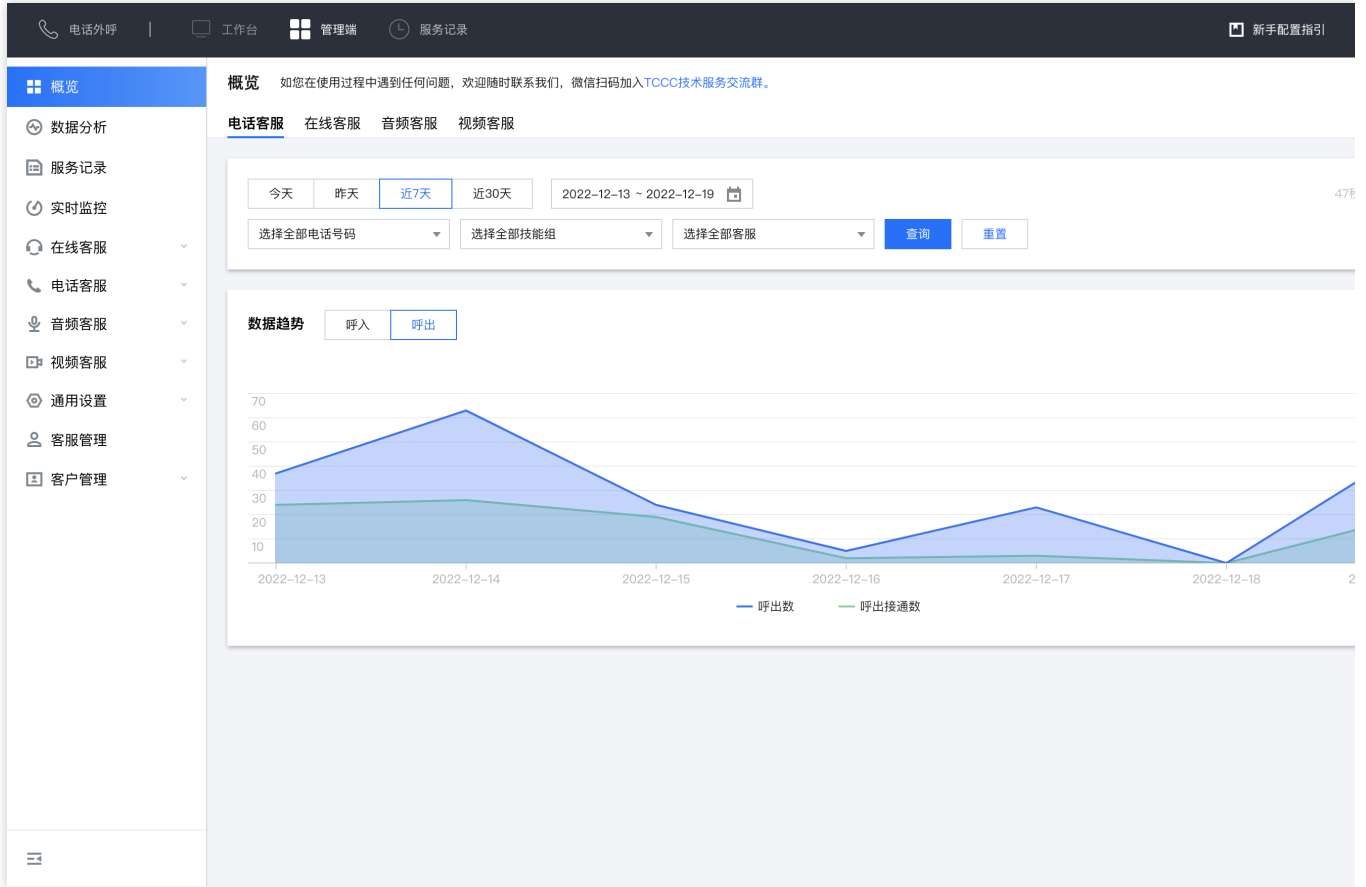 电话外呼 | 工作台 管理端 服务记录 新手配置指引
概览
数据分析
服务记录
实时监控
在线客服
电话客服
音频客服
视频客服
通用设置
客服管理
客户管理
概览 如您在使用过程中遇到任何问题，欢迎随时联系我们，微信扫码加入TCCC技术服务交流群。
电话客服 在线客服 音频客服 视频客服
今天 昨天 近7天 近30天 2022-12-13 ~ 2022-12-19 47秒
选择全部电话号码 选择全部技能组 选择全部客服 查询 重置
数据趋势 呼入 呼出
70
60
50
40
30
20
10
2022-12-13 2022-12-14 2022-12-15 2022-12-16 2022-12-17 2022-12-18 2
呼出数 呼出接通数